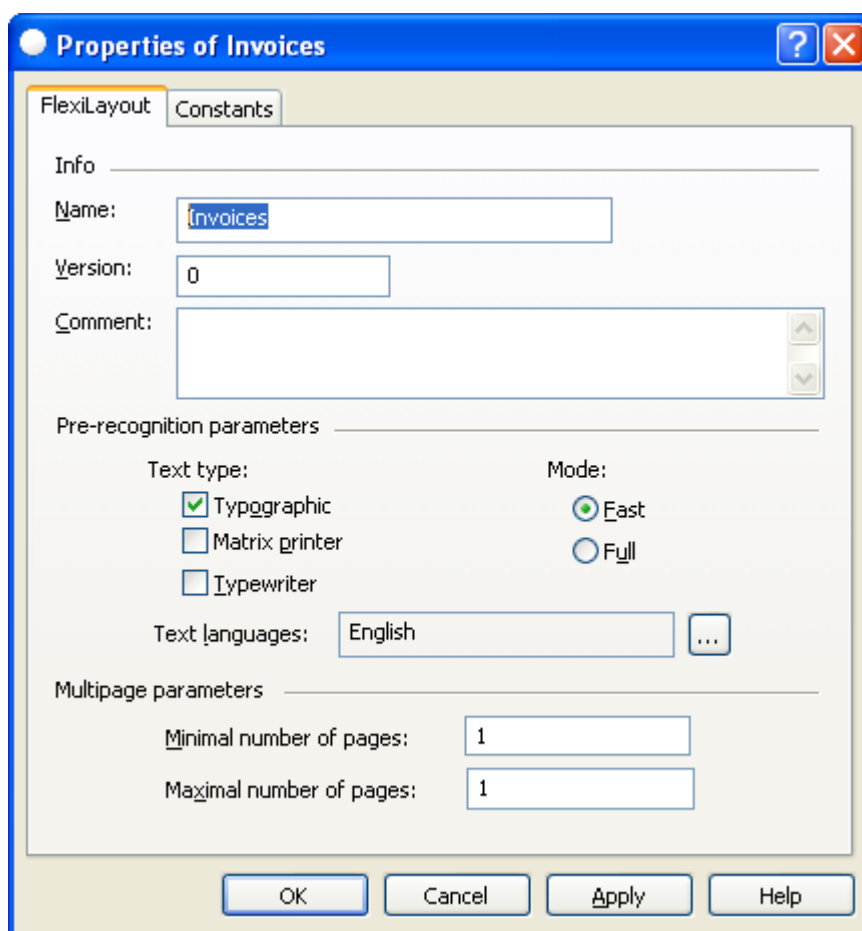 Properties of Invoices
FlexiLayout Constants
Info
Name: Invoices
Version: 0
Comment:
Pre-recognition parameters
Text type: Mode:
Typographic Fast
Matrix printer Full
Typewriter
Text languages: English ...
Multipage parameters
Minimal number of pages: 1
Maximal number of pages: 1
OK Cancel Apply Help